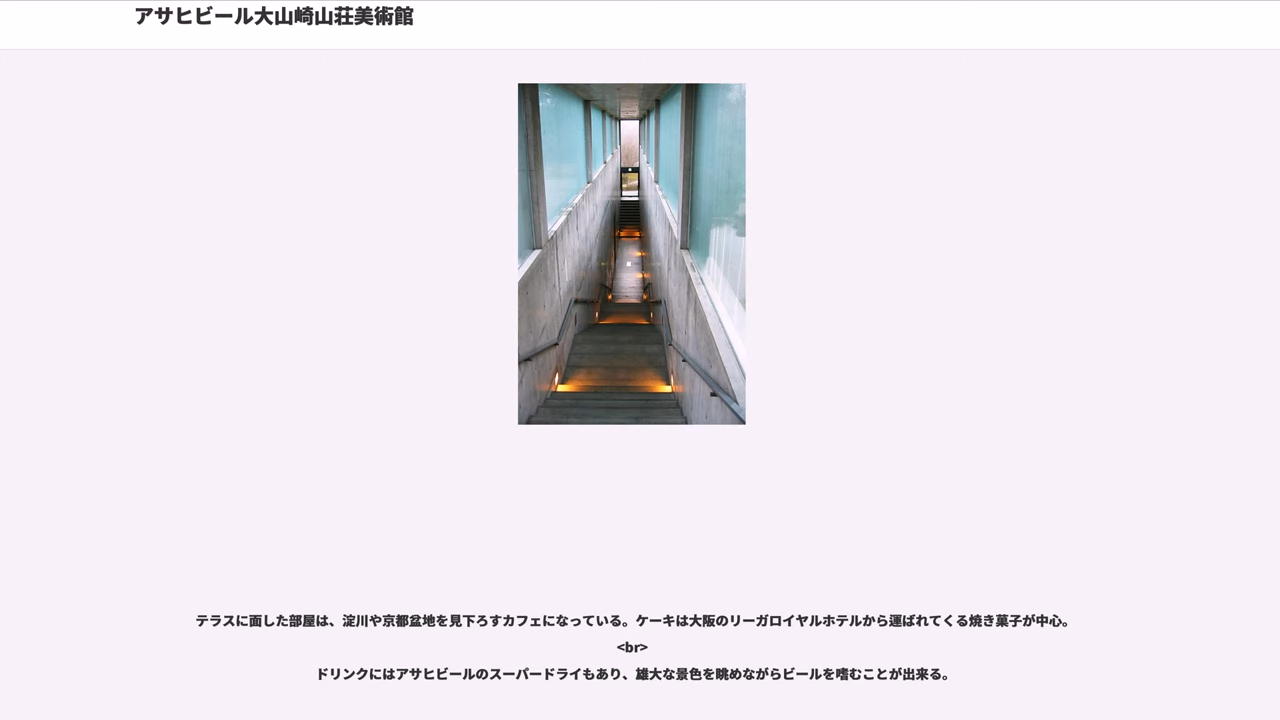 アサヒビール大山崎山荘美術館
テラスに面した部屋は、淀川や京都盆地を見下ろすカフェになっている。ケーキは大阪のリーガロイヤルホテルから運ばれてくる焼き菓子が中心。
<br>
ドリンクにはアサヒビールのスーパードライもあり、雄大な景色を眺めながらビールを嗜むことが出来る。